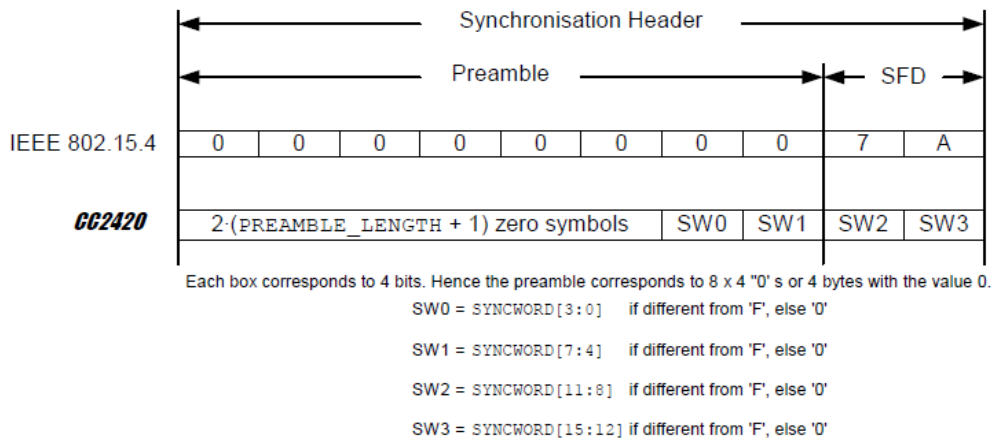 Synchronisation Header
Preamble SFD
IEEE 802.15.4 0 0 0 0 0 0 0 0 7 A
CC2420 2·(PREAMBLE_LENGTH + 1) zero symbols SW0 SW1 SW2 SW3
Each box corresponds to 4 bits. Hence the preamble corresponds to 8 x 4 "0' s or 4 bytes with the value 0.
SW0 = SYNCWORD[3:0] if different from 'F', else '0'
SW1 = SYNCWORD[7:4] if different from 'F', else '0'
SW2 = SYNCWORD[11:8] if different from 'F', else '0'
SW3 = SYNCWORD[15:12] if different from 'F', else '0'